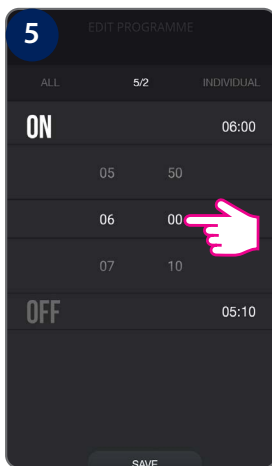 5
EDIT PROGRAMME
ALL 5/2 INDIVIDUAL
ON 06:00
05 50
06 00
07 10
OFF 05:10
SAVE